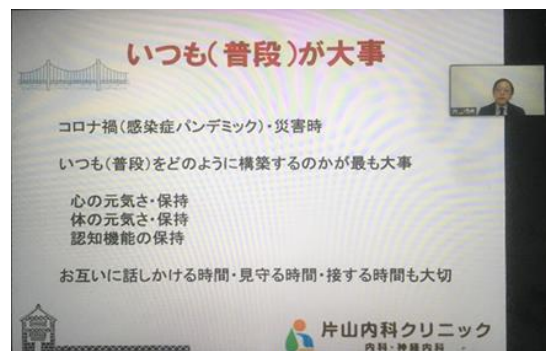 いつも(普段)が大事
コロナ禍(感染症パンデミック)・災害時
いつも(普段)をどのように構築するのかが最も大事
心の元気さ・保持
体の元気さ・保持
認知機能の保持
お互いに話しかける時間・見守る時間・接する時間も大切
片山内科クリニック
内科・神経内科